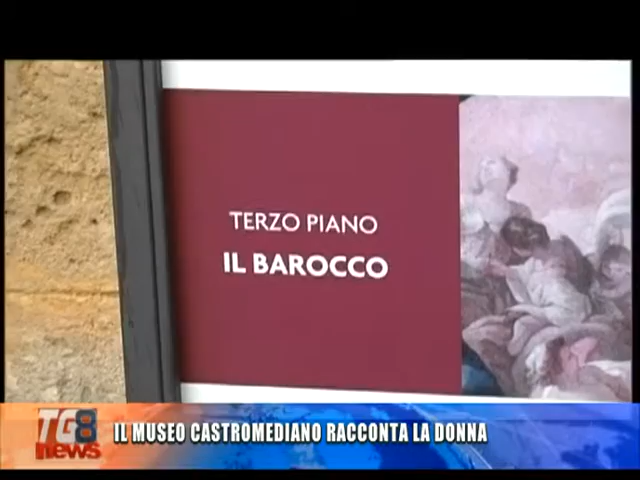 TERZO PIANO
IL BAROCCO
TG8
news
IL MUSEO CASTROMEDIANO RACCONTA LA DONNA